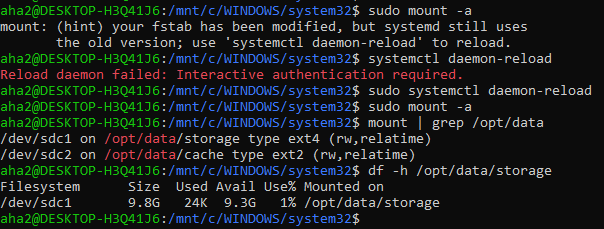 aha2@DESKTOP-H3Q41J6:/mnt/c/WINDOWS/system32$ sudo mount -a
mount: (hint) your fstab has been modified, but systemd still uses
       the old version; use 'systemctl daemon-reload' to reload.
aha2@DESKTOP-H3Q41J6:/mnt/c/WINDOWS/system32$ systemctl daemon-reload
Reload daemon failed: Interactive authentication required.
aha2@DESKTOP-H3Q41J6:/mnt/c/WINDOWS/system32$ sudo systemctl daemon-reload
aha2@DESKTOP-H3Q41J6:/mnt/c/WINDOWS/system32$ sudo mount -a
aha2@DESKTOP-H3Q41J6:/mnt/c/WINDOWS/system32$ mount | grep /opt/data
/dev/sdc1 on /opt/data/storage type ext4 (rw,relatime)
/dev/sdc2 on /opt/data/cache type ext2 (rw,relatime)
aha2@DESKTOP-H3Q41J6:/mnt/c/WINDOWS/system32$ df -h /opt/data/storage
Filesystem      Size  Used Avail Use% Mounted on
/dev/sdc1       9.8G   24K  9.3G   1% /opt/data/storage
aha2@DESKTOP-H3Q41J6:/mnt/c/WINDOWS/system32$